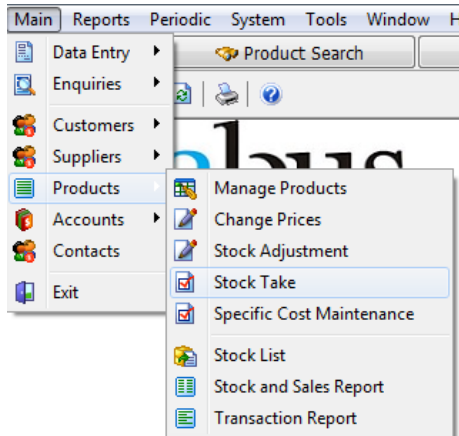 Main Reports Periodic System Tools Window H
Data Entry
Product Search
Enquiries
Customers
Suppliers
Products
Manage Products
Accounts
Change Prices
Contacts
Stock Adjustment
Exit
Stock Take
Specific Cost Maintenance
Stock List
Stock and Sales Report
Transaction Report